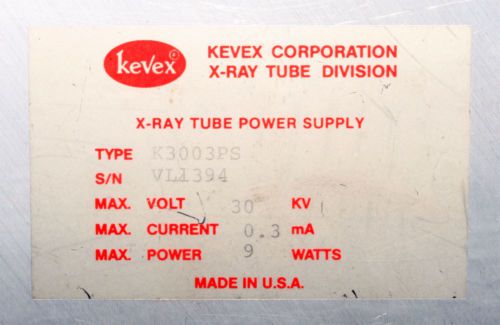 kevex
KEVEX CORPORATION
X-RAY TUBE DIVISION
X-RAY TUBE POWER SUPPLY
TYPE K3003PS
S/N VL1394
MAX. VOLT 30 KV
MAX. CURRENT 0.3 mA
MAX. POWER 9 WATTS
MADE IN U.S.A.